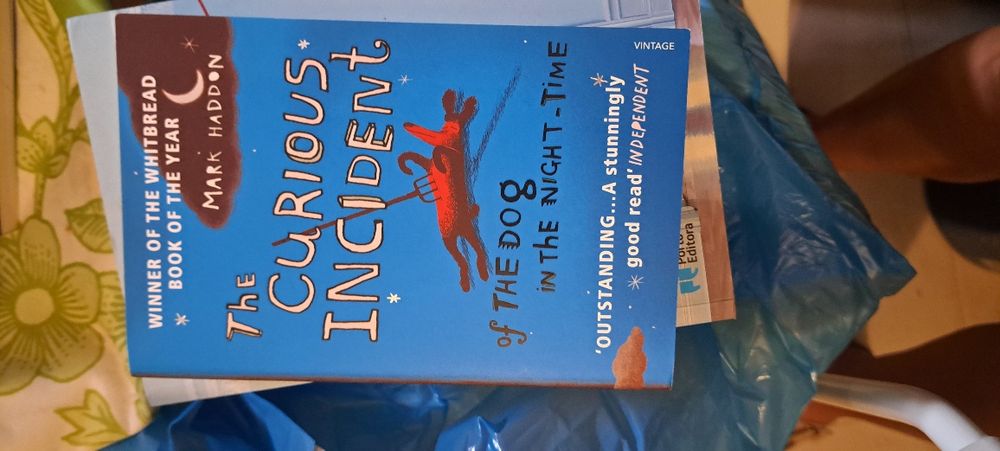 WINNER OF THE WHITBREAD
BOOK OF THE YEAR
MARK HADDON
THE
CURIOUS
INCIDENT
of THE DOG
IN THE NIGHT-TIME
'OUTSTANDING...A stunningly
good read' INDEPENDENT
VINTAGE
Porto
Editora